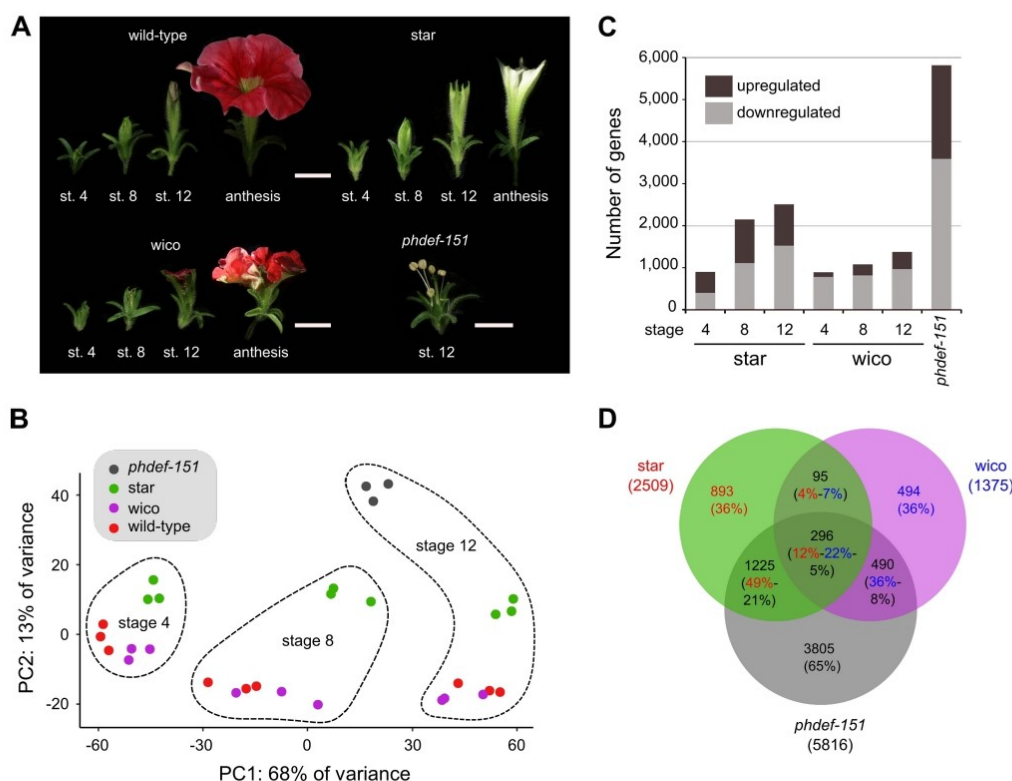 A
wild-type
star
st. 4
st. 8
st. 12
anthesis
st. 4
st. 8
st. 12
anthesis
wico
phdef-151
st. 4
st. 8
st. 12
anthesis
st. 12
B
phdef-151
star
wico
wild-type
stage 4
stage 8
stage 12
40
20
0
-20
-60
-30
0
30
60
PC2: 13% of variance
PC1: 68% of variance
C
6,000
5,000
4,000
3,000
2,000
1,000
0
Number of genes
upregulated
downregulated
stage
4
8
12
4
8
12
star
wico
phdef-151
D
star
(2509)
wico
(1375)
893
(36%)
95
(4%-7%)
494
(36%)
296
(12%-22%-
5%)
1225
(49%-
21%)
490
(36%-
8%)
3805
(65%)
phdef-151
(5816)